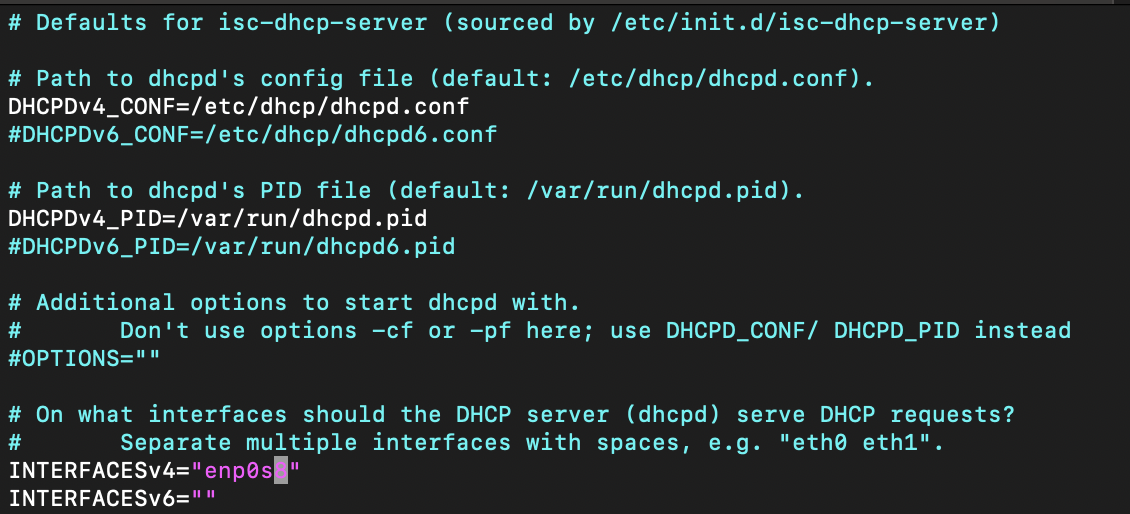 # Defaults for isc-dhcp-server (sourced by /etc/init.d/isc-dhcp-server)
# Path to dhcpd's config file (default: /etc/dhcp/dhcpd.conf).
DHCPDv4_CONF=/etc/dhcp/dhcpd.conf
#DHCPDv6_CONF=/etc/dhcp/dhcpd6.conf
# Path to dhcpd's PID file (default: /var/run/dhcpd.pid).
DHCPDv4_PID=/var/run/dhcpd.pid
#DHCPDv6_PID=/var/run/dhcpd6.pid
# Additional options to start dhcpd with.
#       Don't use options -cf or -pf here; use DHCPD_CONF/ DHCPD_PID instead
#OPTIONS=""
# On what interfaces should the DHCP server (dhcpd) serve DHCP requests?
#       Separate multiple interfaces with spaces, e.g. "eth0 eth1".
INTERFACESv4="
INTERFACESv6=""